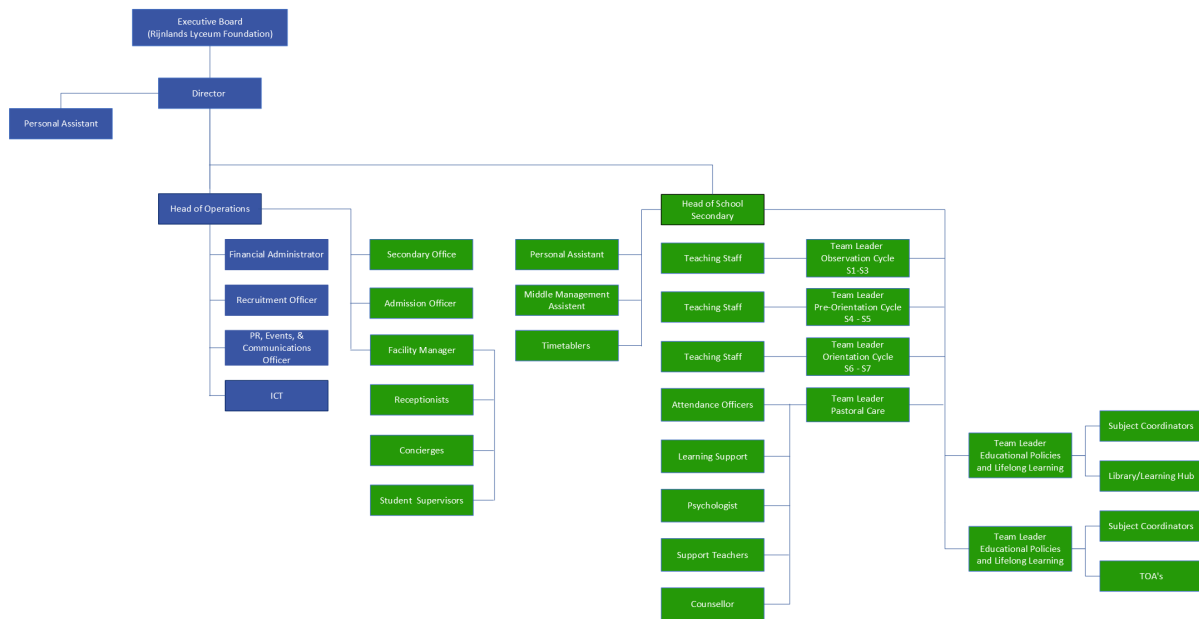 Executive Board
(Rijnlands Lyceum Foundation)
Director
Personal Assistant
Head of Operations
Head of School
Secondary
Financial Administrator
Recruitment Officer
PR, Events, &
Communications
Officer
ICT
Secondary Office
Admission Officer
Facility Manager
Receptionists
Concierges
Student Supervisors
Personal Assistant
Middle Management
Assistent
Timetablers
Teaching Staff
Team Leader
Observation Cycle
S1-S3
Teaching Staff
Team Leader
Pre-Orientation Cycle
S4 - S5
Teaching Staff
Team Leader
Orientation Cycle
S6 - S7
Attendance Officers
Team Leader
Pastoral Care
Learning Support
Psychologist
Support Teachers
Counsellor
Team Leader
Educational Policies
and Lifelong Learning
Subject Coordinators
Library/Learning Hub
Team Leader
Educational Policies
and Lifelong Learning
Subject Coordinators
TOA's